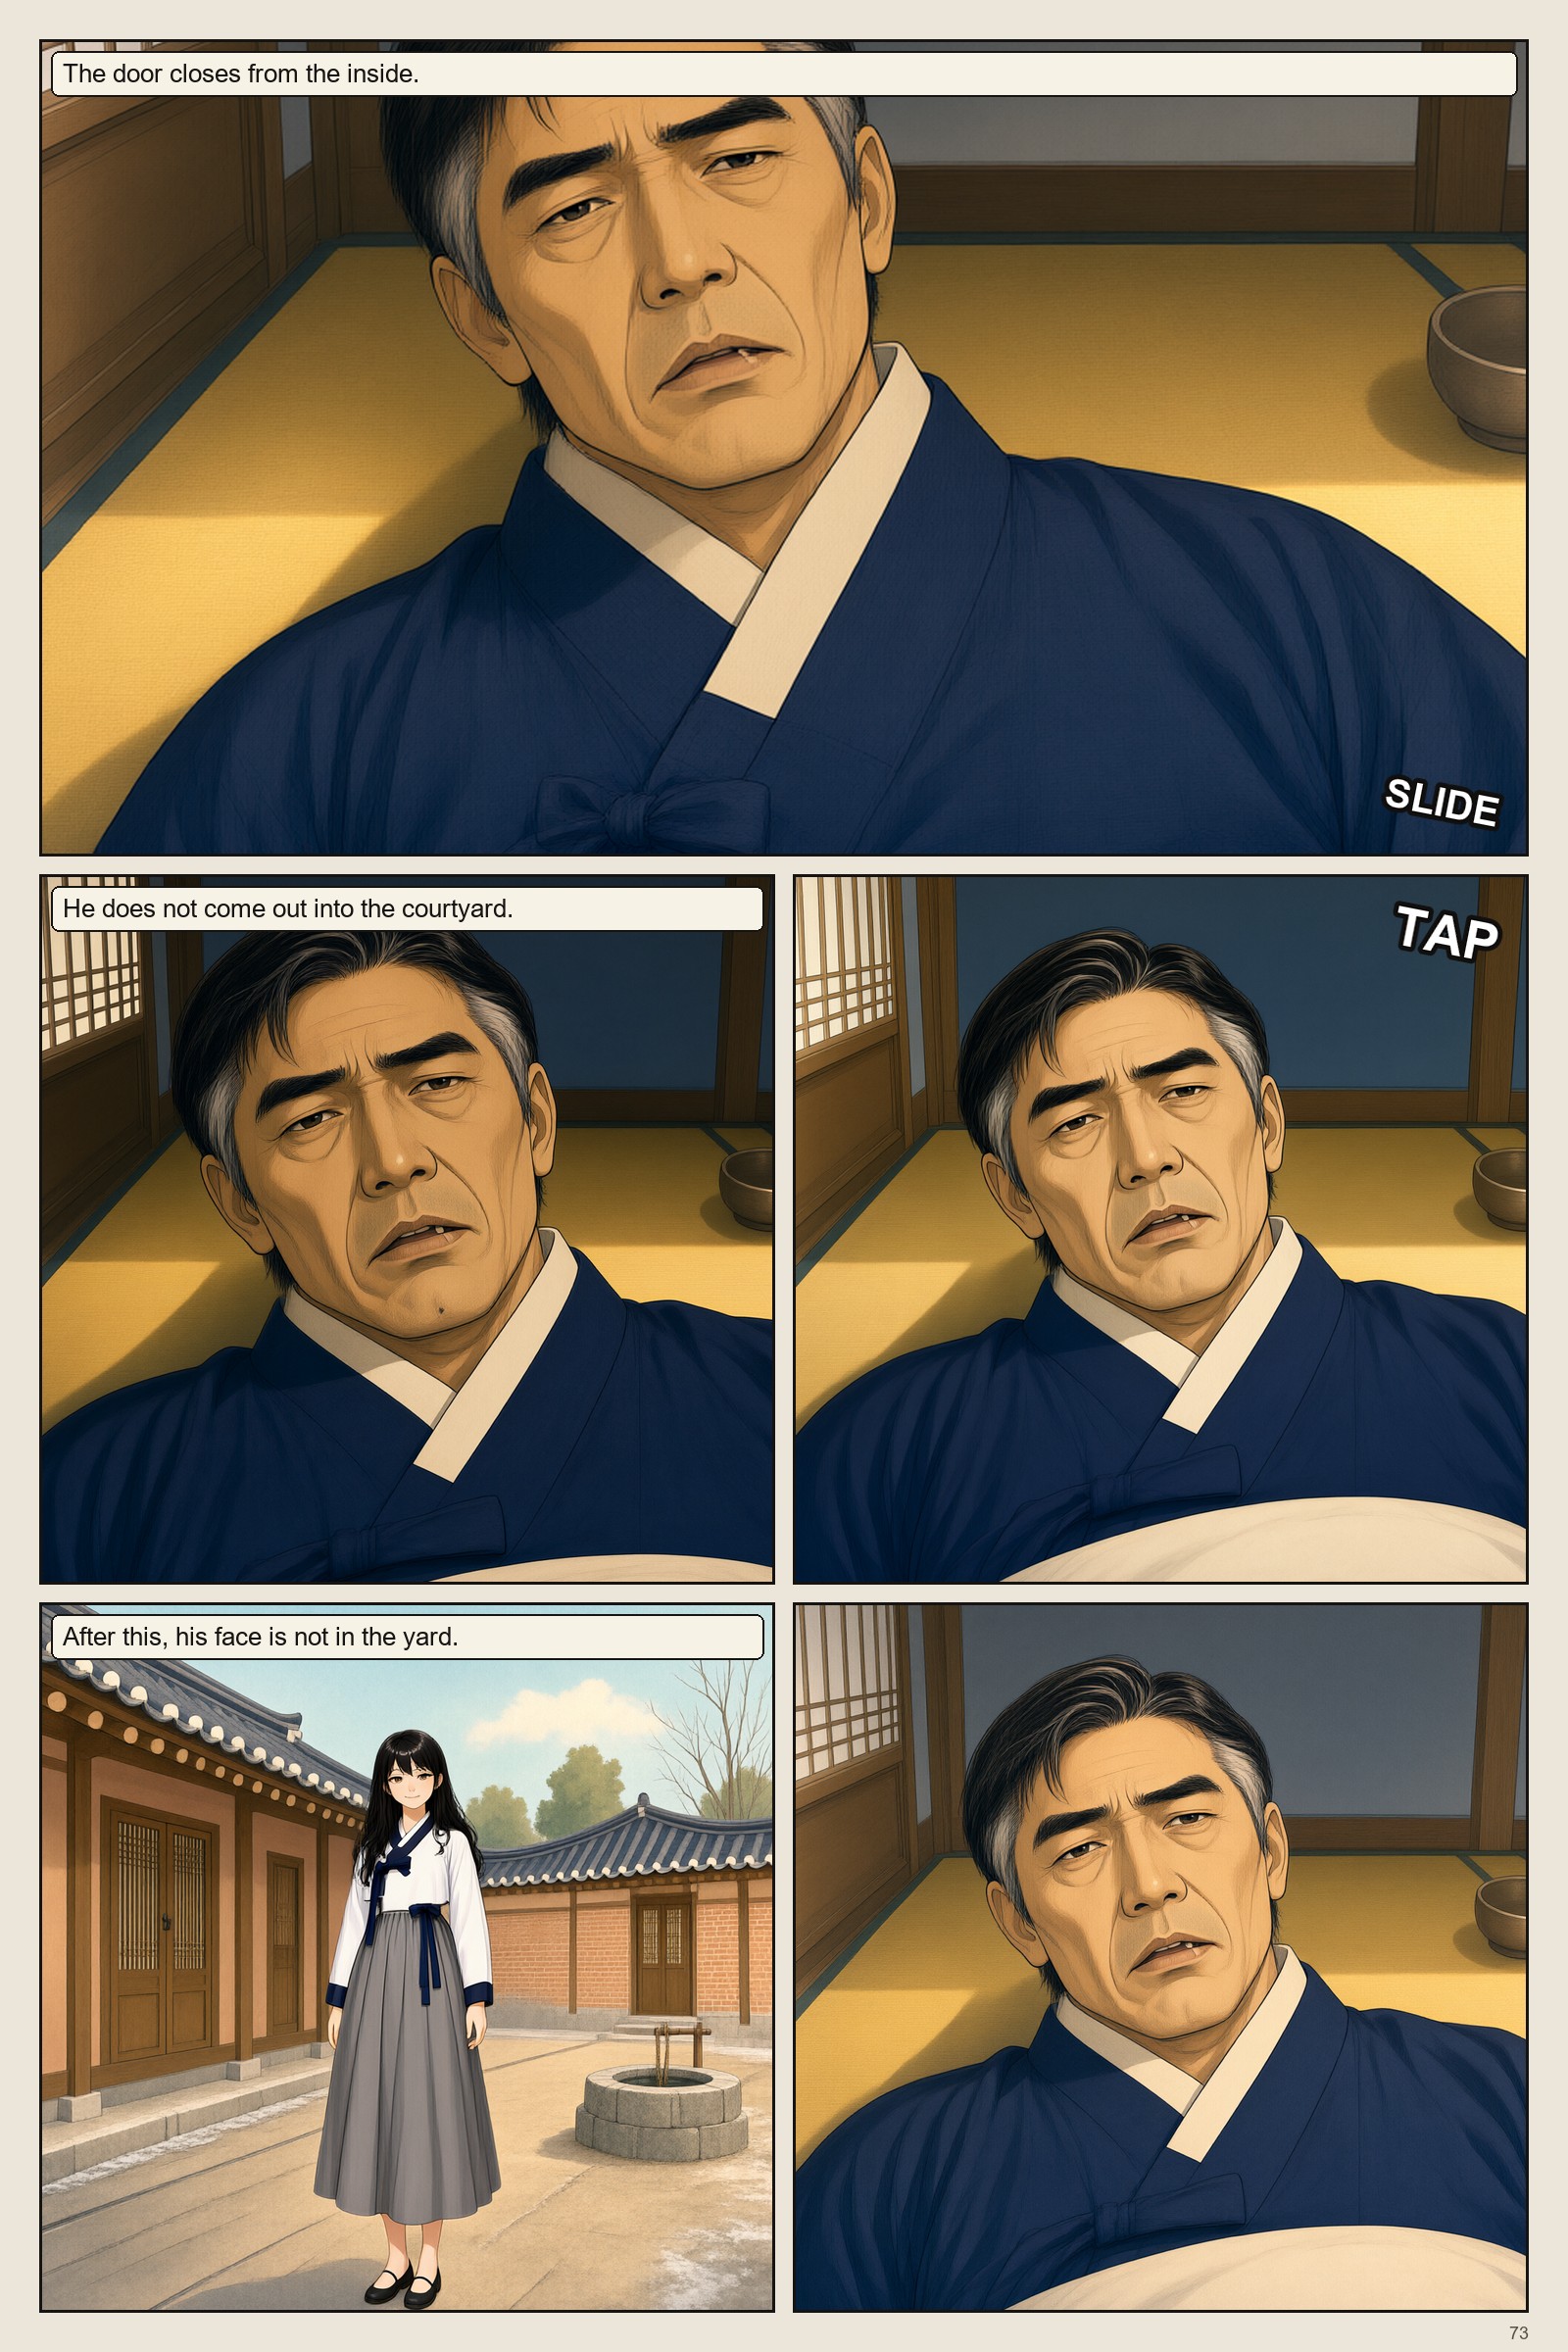 The door closes from the inside.
SLIDE
He does not come out into the courtyard.
TAP
After this, his face is not in the yard.
73